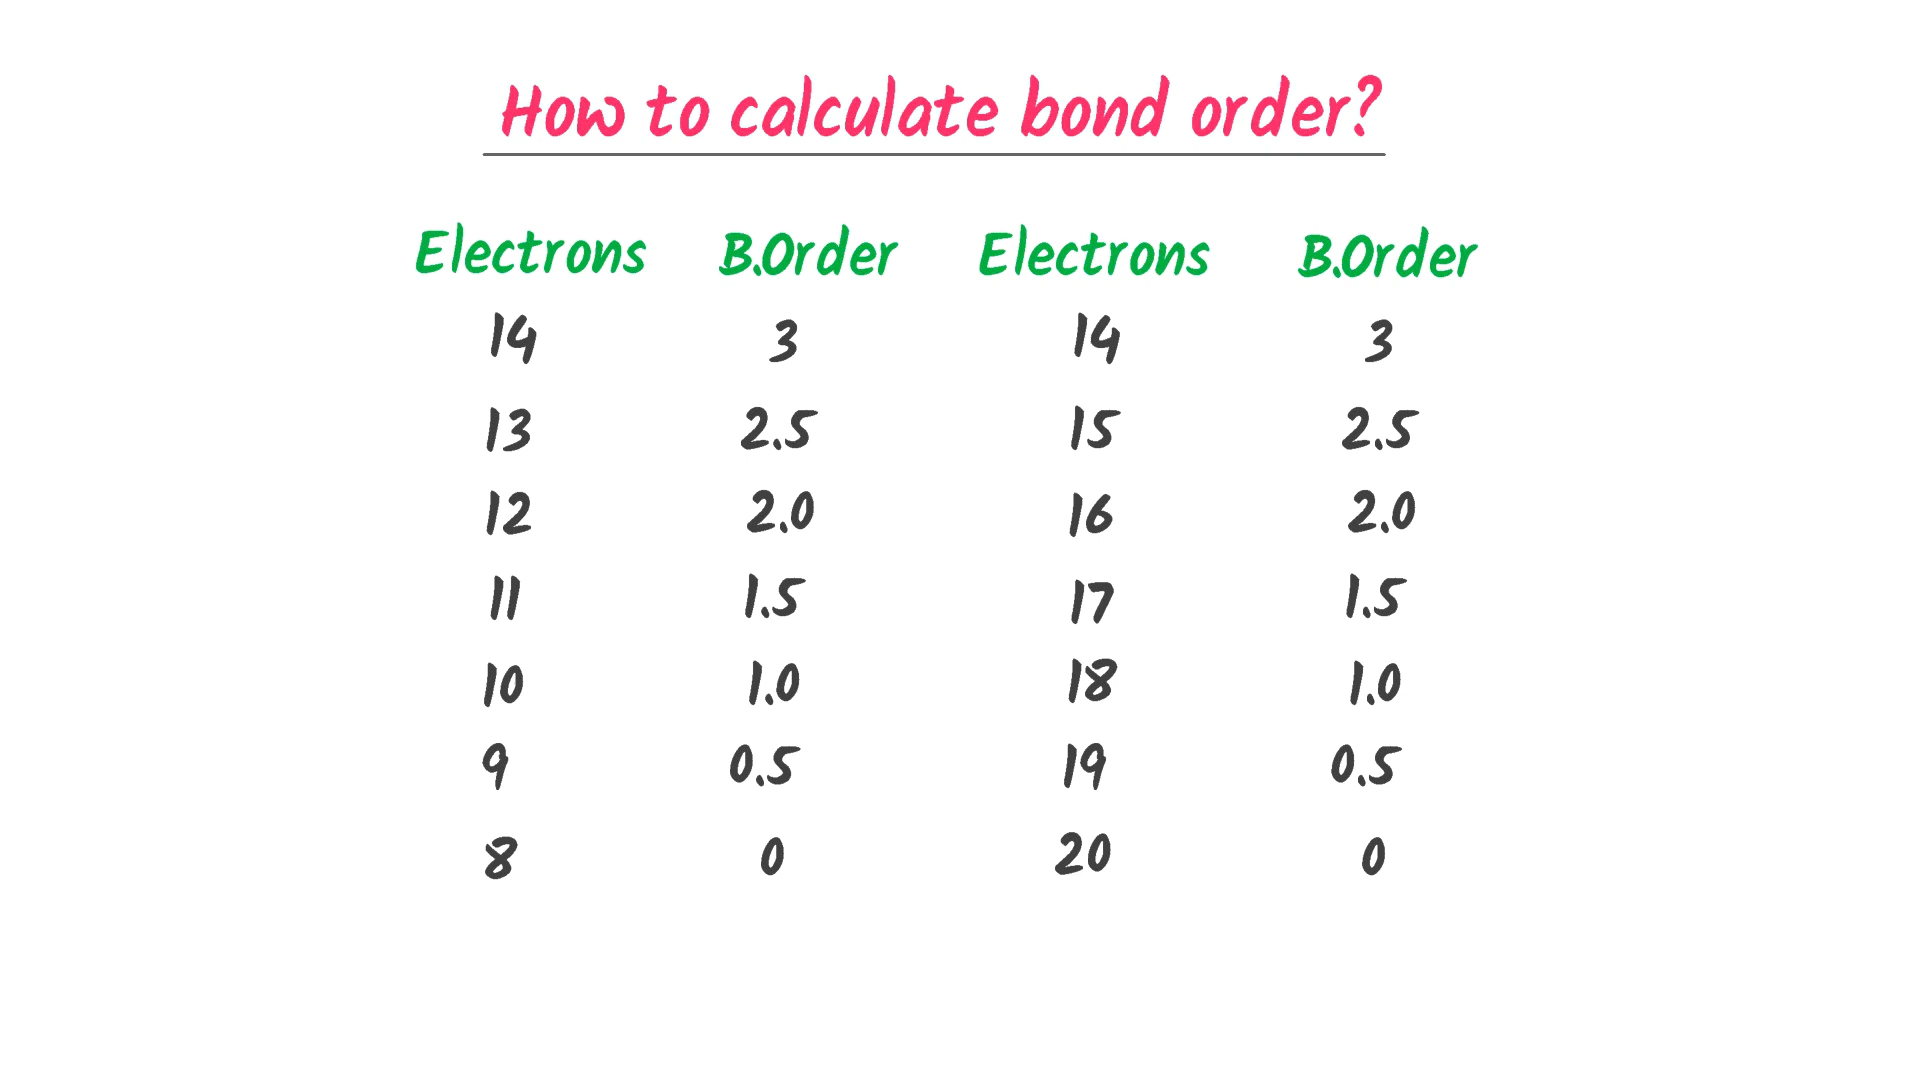 How to calculate bond order?
Electrons B.Order Electrons B.Order
14 3 14 3
13 2.5 15 2.5
12 2.0 16 2.0
11 1.5 17 1.5
10 1.0 18 1.0
9 0.5 19 0.5
8 0 20 0